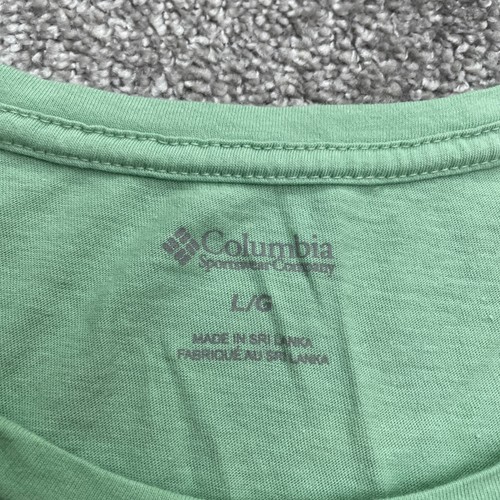 Columbia
Sportswear Company
L/G
MADE IN SRI LANKA
FABRIQUÉ AU SRI LANKA